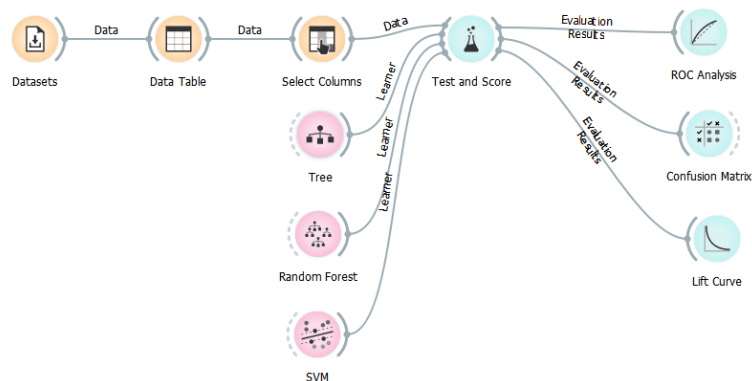 Data
Data
Data
Evaluation
Results
Datasets
Data Table
Select Columns
Test and Score
ROC Analysis
Learner
Evaluation
Results
Tree
Learner
Evaluation
Results
Confusion Matrix
Learner
Random Forest
Lift Curve
SVM